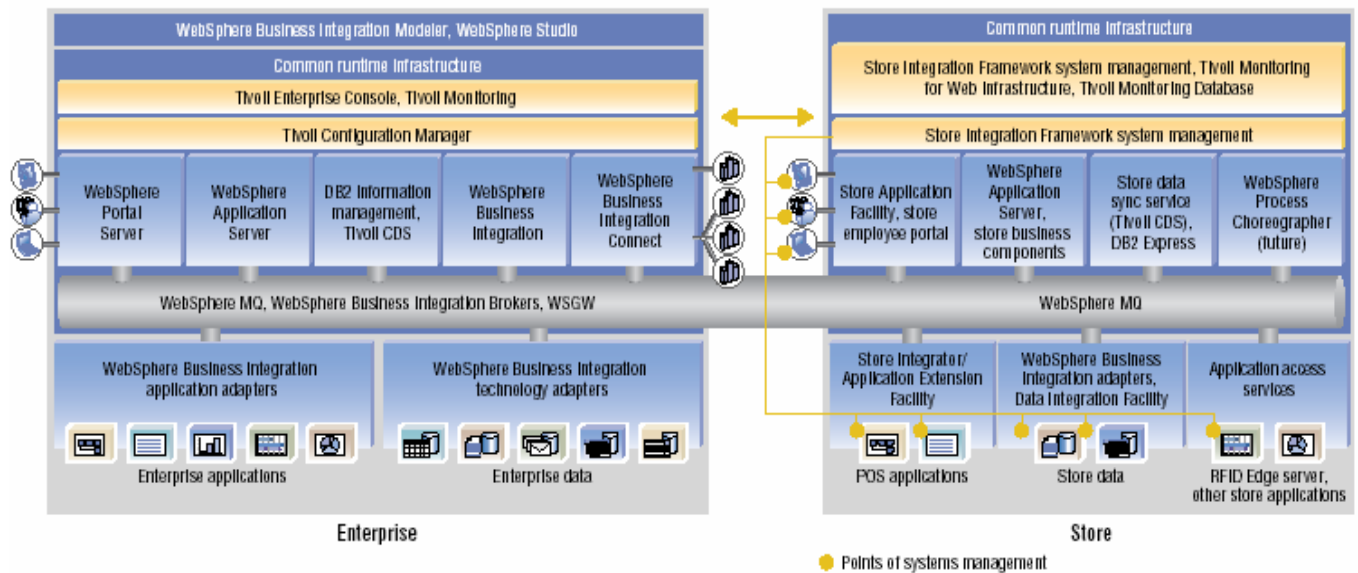 WebSphere Business Integration Modeler, WebSphere Studio
Common runtime infrastructure
Tivoli Enterprise Console, Tivoli Monitoring
Tivoli Configuration Manager
WebSphere
Portal
Server
WebSphere
Application
Server
DB2 Information
management,
Tivoli CDS
WebSphere
Business
Integration
WebSphere
Business
Integration
Connect
WebSphere MQ, WebSphere Business Integration Brokers, WSGW
WebSphere Business Integration
application adapters
Enterprise applications
WebSphere Business Integration
technology adapters
Enterprise data
Enterprise
Common runtime infrastructure
Store Integration Framework system management, Tivoli Monitoring
for Web Infrastructure, Tivoli Monitoring Database
Store Integration Framework system management
Store Application
Facility, store
employee portal
WebSphere
Application
Server,
store business
components
Store data
sync service
(Tivoli CDS),
DB2 Express
WebSphere
Process
Choreographer
(future)
WebSphere MQ
Store Integrator/
Application Extension
Facility
POS applications
WebSphere Business
Integration adapters,
Data Integration Facility
Store data
Application access
services
RFID Edge server,
other store applications
Store
Points of systems management